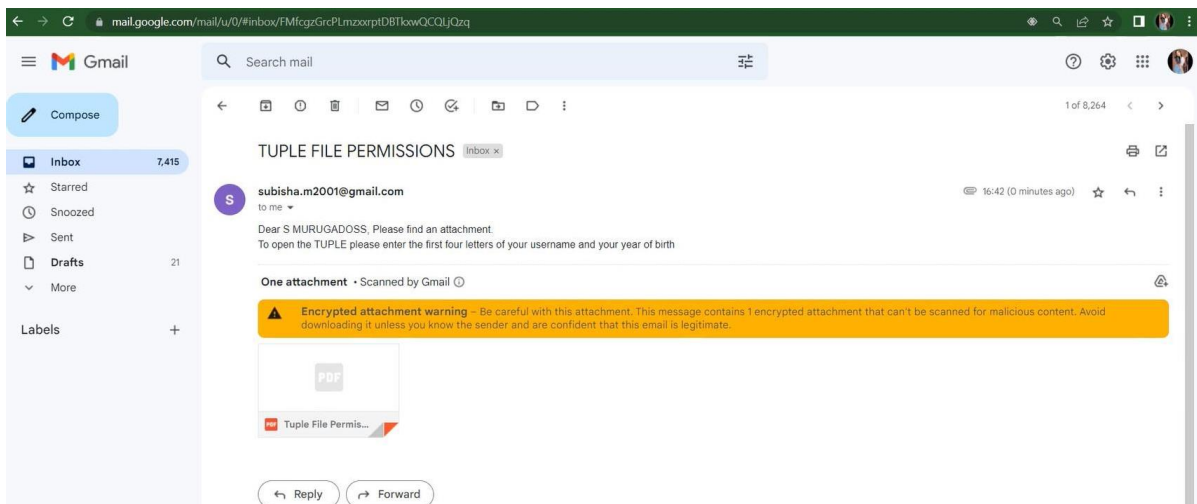 mail.google.com/mail/u/0/#inbox/FMfcgzGrcPLmzxxrptDBTkxwQCQLjQzq
Gmail
Search mail
Compose
1 of 8,264
TUPLE FILE PERMISSIONS Inbox x
Inbox 7,415
Starred
Snoozed
Sent
Drafts 21
More
Labels +
S
subisha.m2001@gmail.com
16:42 (0 minutes ago)
to me
Dear S MURUGADOSS, Please find an attachment.
To open the TUPLE please enter the first four letters of your username and your year of birth
One attachment • Scanned by Gmail
Encrypted attachment warning – Be careful with this attachment. This message contains 1 encrypted attachment that can't be scanned for malicious content. Avoid
downloading it unless you know the sender and are confident that this email is legitimate.
PDF
PDF Tuple File Permis...
Reply
Forward